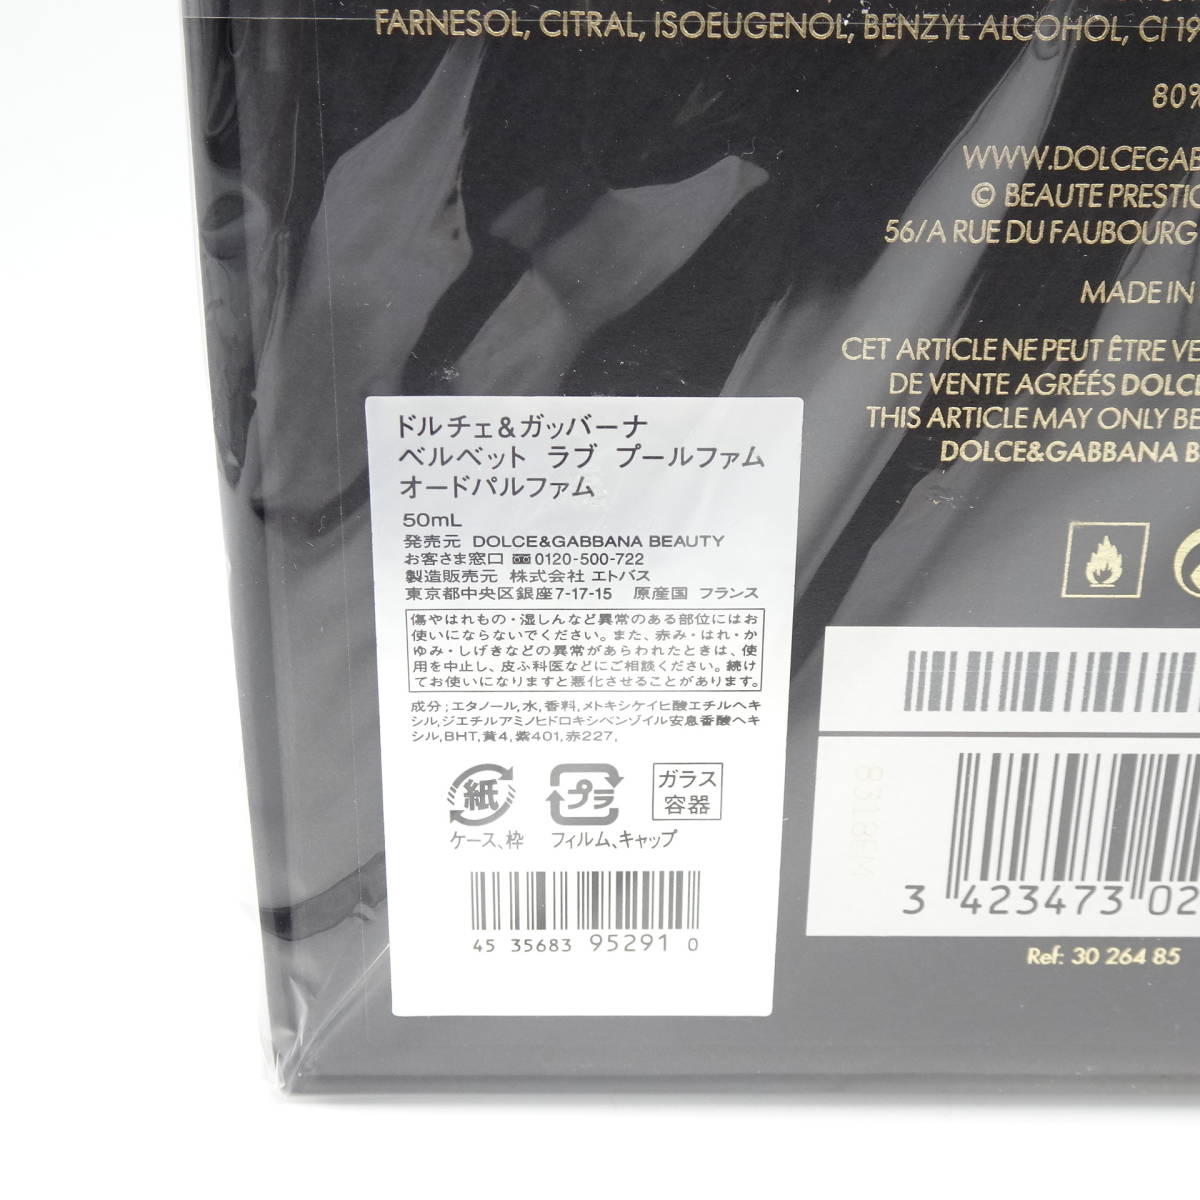 FARNESOL, CITRAL, ISOEUGENOL, BENZYL ALCOHOL, CI 19
80%
WWW.DOLCEGAB
© BEAUTE PRESTIG
56/A RUE DU FAUBOURG
MADE IN
CET ARTICLE NE PEUT ÊTRE VE
DE VENTE AGRÉÉS DOLCE
THIS ARTICLE MAY ONLY BE
DOLCE&GABBANA B
ドルチェ&ガッバーナ
ベルベット ラブ プールファム
オードパルファム
50mL
発売元 DOLCE&GABBANA BEAUTY
お客さま窓口 0120-500-722
製造販売元 株式会社 エトバス
東京都中央区銀座7-17-15 原産国 フランス
傷やはれもの・湿しんなど異常のある部位にはお
使いにならないでください。また、赤み・はれ・か
ゆみ・しげきなどの異常があらわれたときは、使
用を中止し、皮ふ科医などにご相談ください。続け
てお使いになりますと悪化させることがあります。
成分;エタノール,水,香料,メトキシケイヒ酸エチルヘキ
シル,ジエチルアミノヒドロキシベンゾイル安息香酸ヘキ
シル,BHT,黄4,紫401,赤227,
紙
プラ
ガラス
容器
ケース、枠
フィルム、キャップ
45 35683 95291 0
8318FM
3 423473 02
Ref: 30 264 85